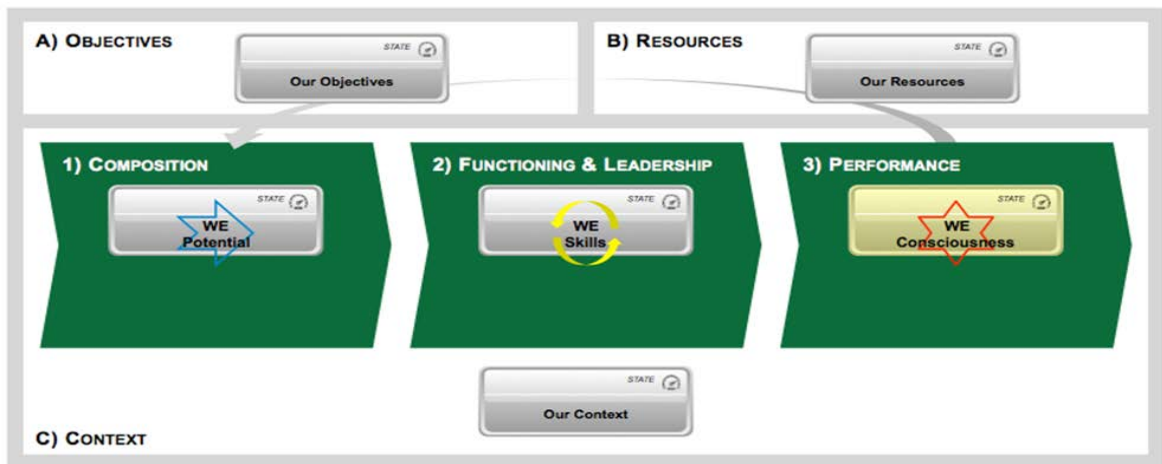 A) OBJECTIVES
STATE
Our Objectives
B) RESOURCES
STATE
Our Resources
1) COMPOSITION
STATE
WE
Potential
2) FUNCTIONING & LEADERSHIP
STATE
WE
Skills
3) PERFORMANCE
STATE
WE
Consciousness
STATE
Our Context
C) CONTEXT